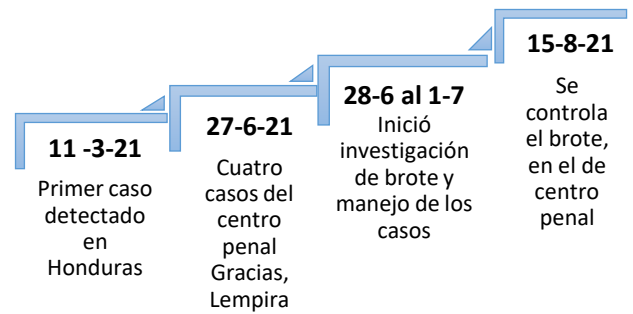 11 -3-21
Primer caso
detectado
en
Honduras
27-6-21
Cuatro
casos del
centro
penal
Gracias,
Lempira
28-6 al 1-7
Inició
investigación
de brote y
manejo de los
casos
15-8-21
Se
controla
el brote,
en el de
centro
penal